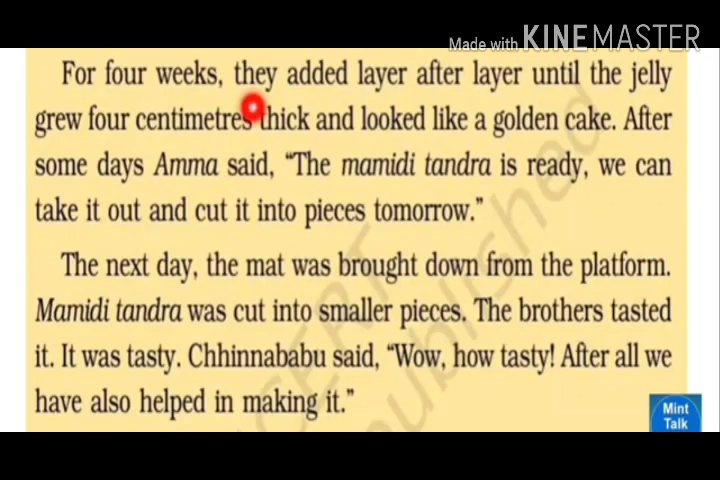 Made with KINEMASTER
For four weeks, they added layer after layer until the jelly
grew four centimetres thick and looked like a golden cake. After
some days Amma said, “The mamidi tandra is ready, we can
take it out and cut it into pieces tomorrow.”
The next day, the mat was brought down from the platform.
Mamidi tandra was cut into smaller pieces. The brothers tasted
it. It was tasty. Chhinnababu said, “Wow, how tasty! After all we
have also helped in making it.”
Mint
Talk